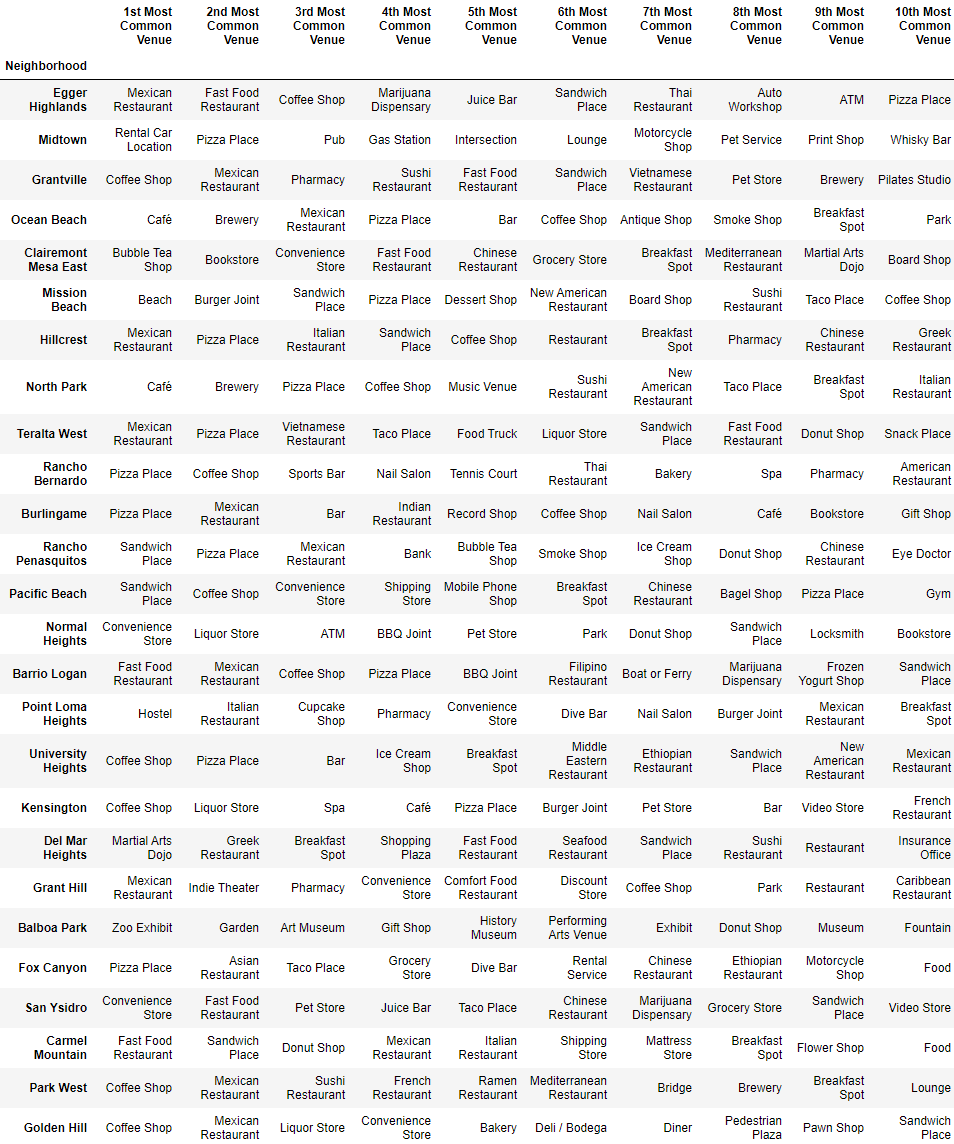 1st Most Common Venue 2nd Most Common Venue 3rd Most Common Venue 4th Most Common Venue 5th Most Common Venue 6th Most Common Venue 7th Most Common Venue 8th Most Common Venue 9th Most Common Venue 10th Most Common Venue
Neighborhood
Egger Highlands Mexican Restaurant Fast Food Restaurant Coffee Shop Marijuana Dispensary Juice Bar Sandwich Place Thai Restaurant Auto Workshop ATM Pizza Place
Midtown Rental Car Location Pizza Place Pub Gas Station Intersection Lounge Motorcycle Shop Pet Service Print Shop Whisky Bar
Grantville Coffee Shop Mexican Restaurant Pharmacy Sushi Restaurant Fast Food Restaurant Sandwich Place Vietnamese Restaurant Pet Store Brewery Pilates Studio
Ocean Beach Café Brewery Mexican Restaurant Pizza Place Bar Coffee Shop Antique Shop Smoke Shop Breakfast Spot Park
Clairemont Mesa East Bubble Tea Shop Bookstore Convenience Store Fast Food Restaurant Chinese Restaurant Grocery Store Breakfast Spot Mediterranean Restaurant Martial Arts Dojo Board Shop
Mission Beach Beach Burger Joint Sandwich Place Pizza Place Dessert Shop New American Restaurant Board Shop Sushi Restaurant Taco Place Coffee Shop
Hillcrest Mexican Restaurant Pizza Place Italian Restaurant Sandwich Place Coffee Shop Restaurant Breakfast Spot Pharmacy Chinese Restaurant Greek Restaurant
North Park Café Brewery Pizza Place Coffee Shop Music Venue Sushi Restaurant New American Restaurant Taco Place Breakfast Spot Italian Restaurant
Teralta West Mexican Restaurant Pizza Place Vietnamese Restaurant Taco Place Food Truck Liquor Store Sandwich Place Fast Food Restaurant Donut Shop Snack Place
Rancho Bernardo Pizza Place Coffee Shop Sports Bar Nail Salon Tennis Court Thai Restaurant Bakery Spa Pharmacy American Restaurant
Burlingame Pizza Place Mexican Restaurant Bar Indian Restaurant Record Shop Coffee Shop Nail Salon Café Bookstore Gift Shop
Rancho Penasquitos Sandwich Place Pizza Place Mexican Restaurant Bank Bubble Tea Shop Smoke Shop Ice Cream Shop Donut Shop Chinese Restaurant Eye Doctor
Pacific Beach Sandwich Place Coffee Shop Convenience Store Shipping Store Mobile Phone Shop Breakfast Spot Chinese Restaurant Bagel Shop Pizza Place Gym
Normal Heights Convenience Store Liquor Store ATM BBQ Joint Pet Store Park Donut Shop Sandwich Place Locksmith Bookstore
Barrio Logan Fast Food Restaurant Mexican Restaurant Coffee Shop Pizza Place BBQ Joint Filipino Restaurant Boat or Ferry Marijuana Dispensary Frozen Yogurt Shop Sandwich Place
Point Loma Heights Hostel Italian Restaurant Cupcake Shop Pharmacy Convenience Store Dive Bar Nail Salon Burger Joint Mexican Restaurant Breakfast Spot
University Heights Coffee Shop Pizza Place Bar Ice Cream Shop Breakfast Spot Middle Eastern Restaurant Ethiopian Restaurant Sandwich Place New American Restaurant Mexican Restaurant
Kensington Coffee Shop Liquor Store Spa Café Pizza Place Burger Joint Pet Store Bar Video Store French Restaurant
Del Mar Heights Martial Arts Dojo Greek Restaurant Breakfast Spot Shopping Plaza Fast Food Restaurant Seafood Restaurant Sandwich Place Sushi Restaurant Restaurant Insurance Office
Grant Hill Mexican Restaurant Indie Theater Pharmacy Convenience Store Comfort Food Restaurant Discount Store Coffee Shop Park Restaurant Caribbean Restaurant
Balboa Park Zoo Exhibit Garden Art Museum Gift Shop History Museum Performing Arts Venue Exhibit Donut Shop Museum Fountain
Fox Canyon Pizza Place Asian Restaurant Taco Place Grocery Store Dive Bar Rental Service Chinese Restaurant Ethiopian Restaurant Motorcycle Shop Food
San Ysidro Convenience Store Fast Food Restaurant Pet Store Juice Bar Taco Place Chinese Restaurant Marijuana Dispensary Grocery Store Sandwich Place Video Store
Carmel Mountain Fast Food Restaurant Sandwich Place Donut Shop Mexican Restaurant Italian Restaurant Shipping Store Mattress Store Breakfast Spot Flower Shop Food
Park West Coffee Shop Mexican Restaurant Sushi Restaurant French Restaurant Ramen Restaurant Mediterranean Restaurant Bridge Brewery Breakfast Spot Lounge
Golden Hill Coffee Shop Mexican Restaurant Liquor Store Convenience Store Bakery Deli / Bodega Diner Pedestrian Plaza Pawn Shop Sandwich Place